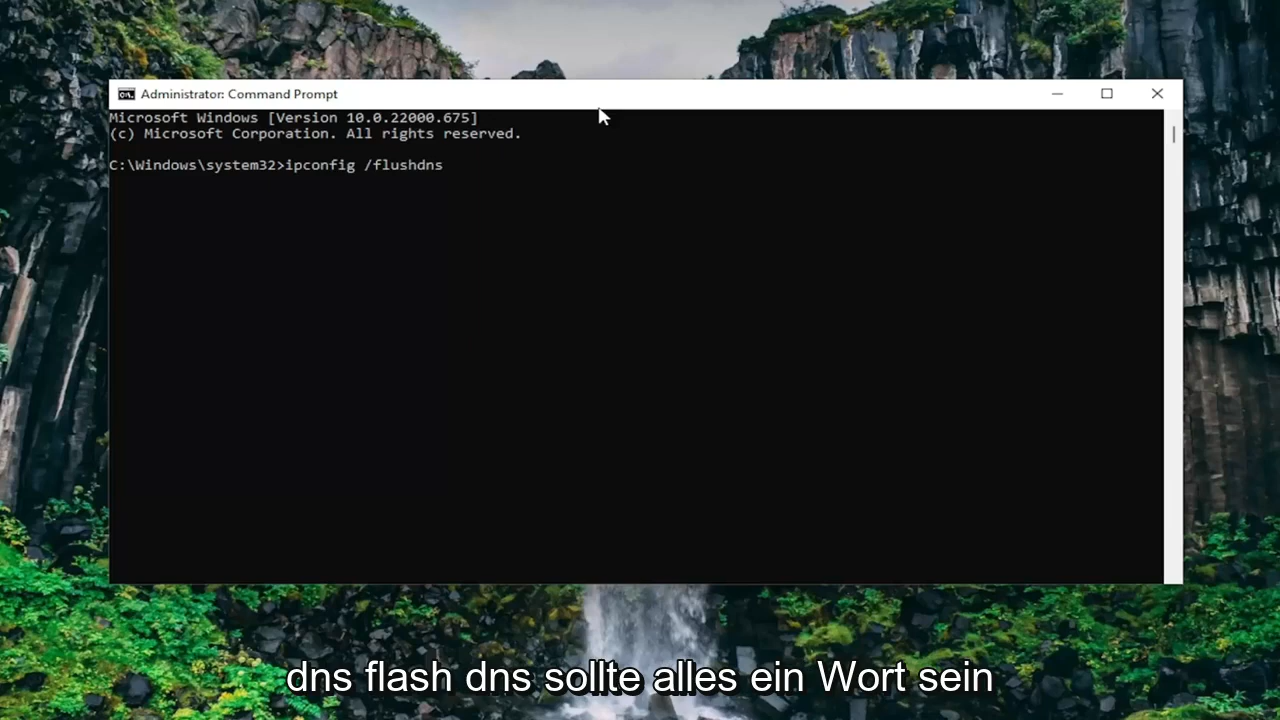 Administrator: Command Prompt
Microsoft Windows [Version 10.0.22000.675]
(c) Microsoft Corporation. All rights reserved.
C:\Windows\system32>ipconfig /flushdns
dns flash dns sollte alles ein Wort sein